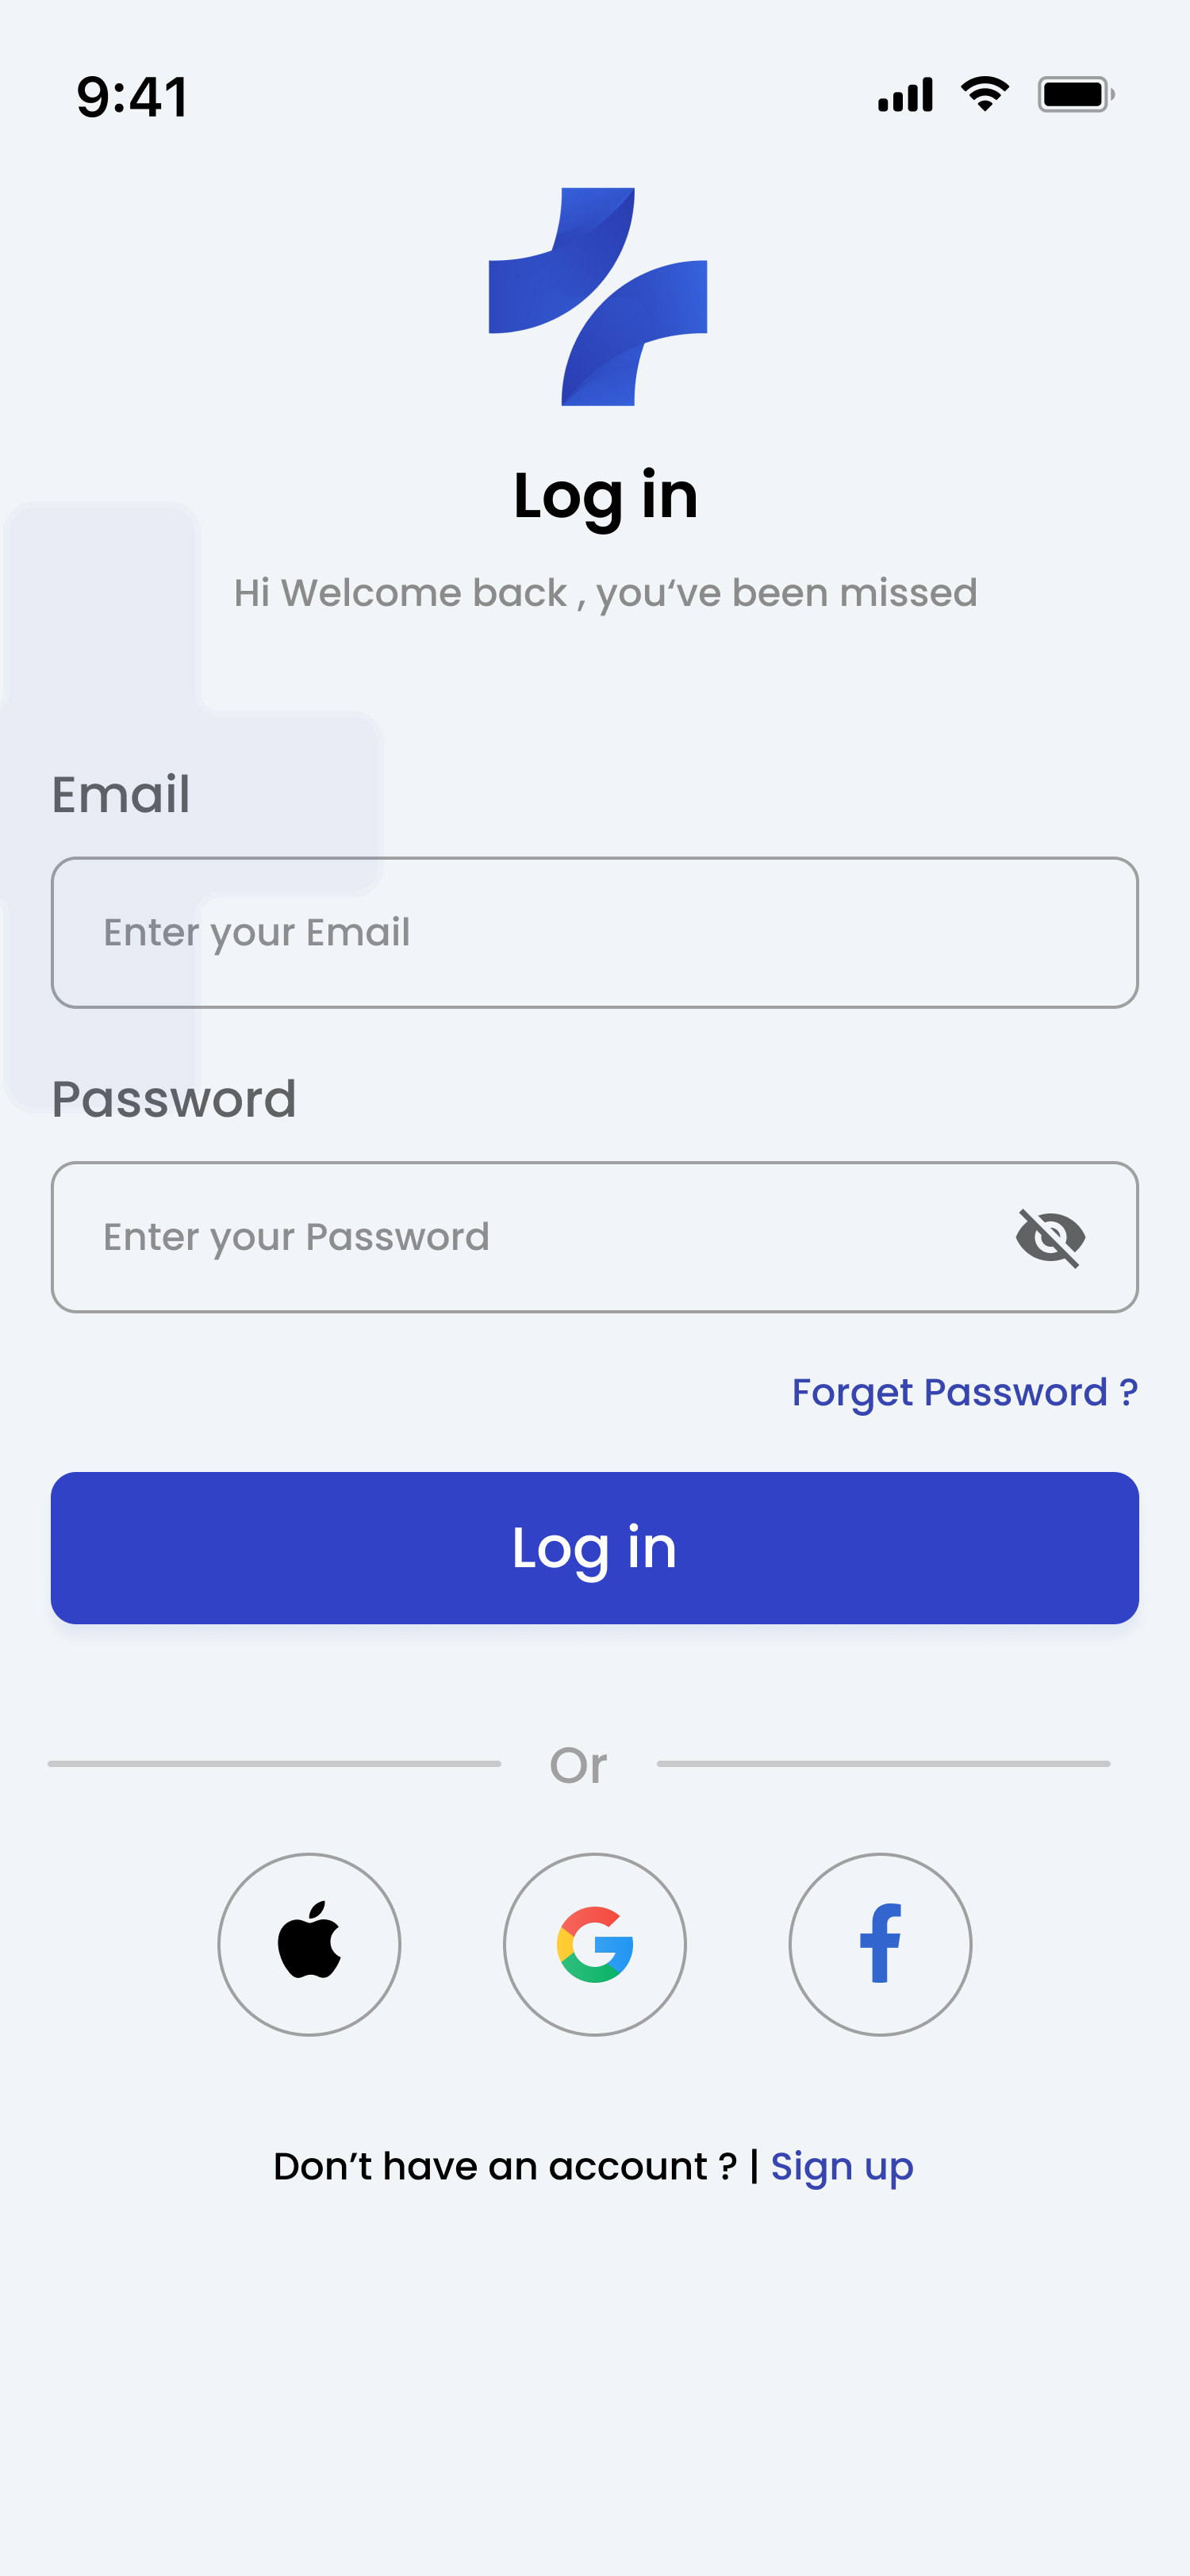 9:41
Log in
Hi Welcome back , you‘ve been missed
Email
Enter your Email
Password
Enter your Password
Forget Password ?
Log in
Or
Don’t have an account ? | Sign up